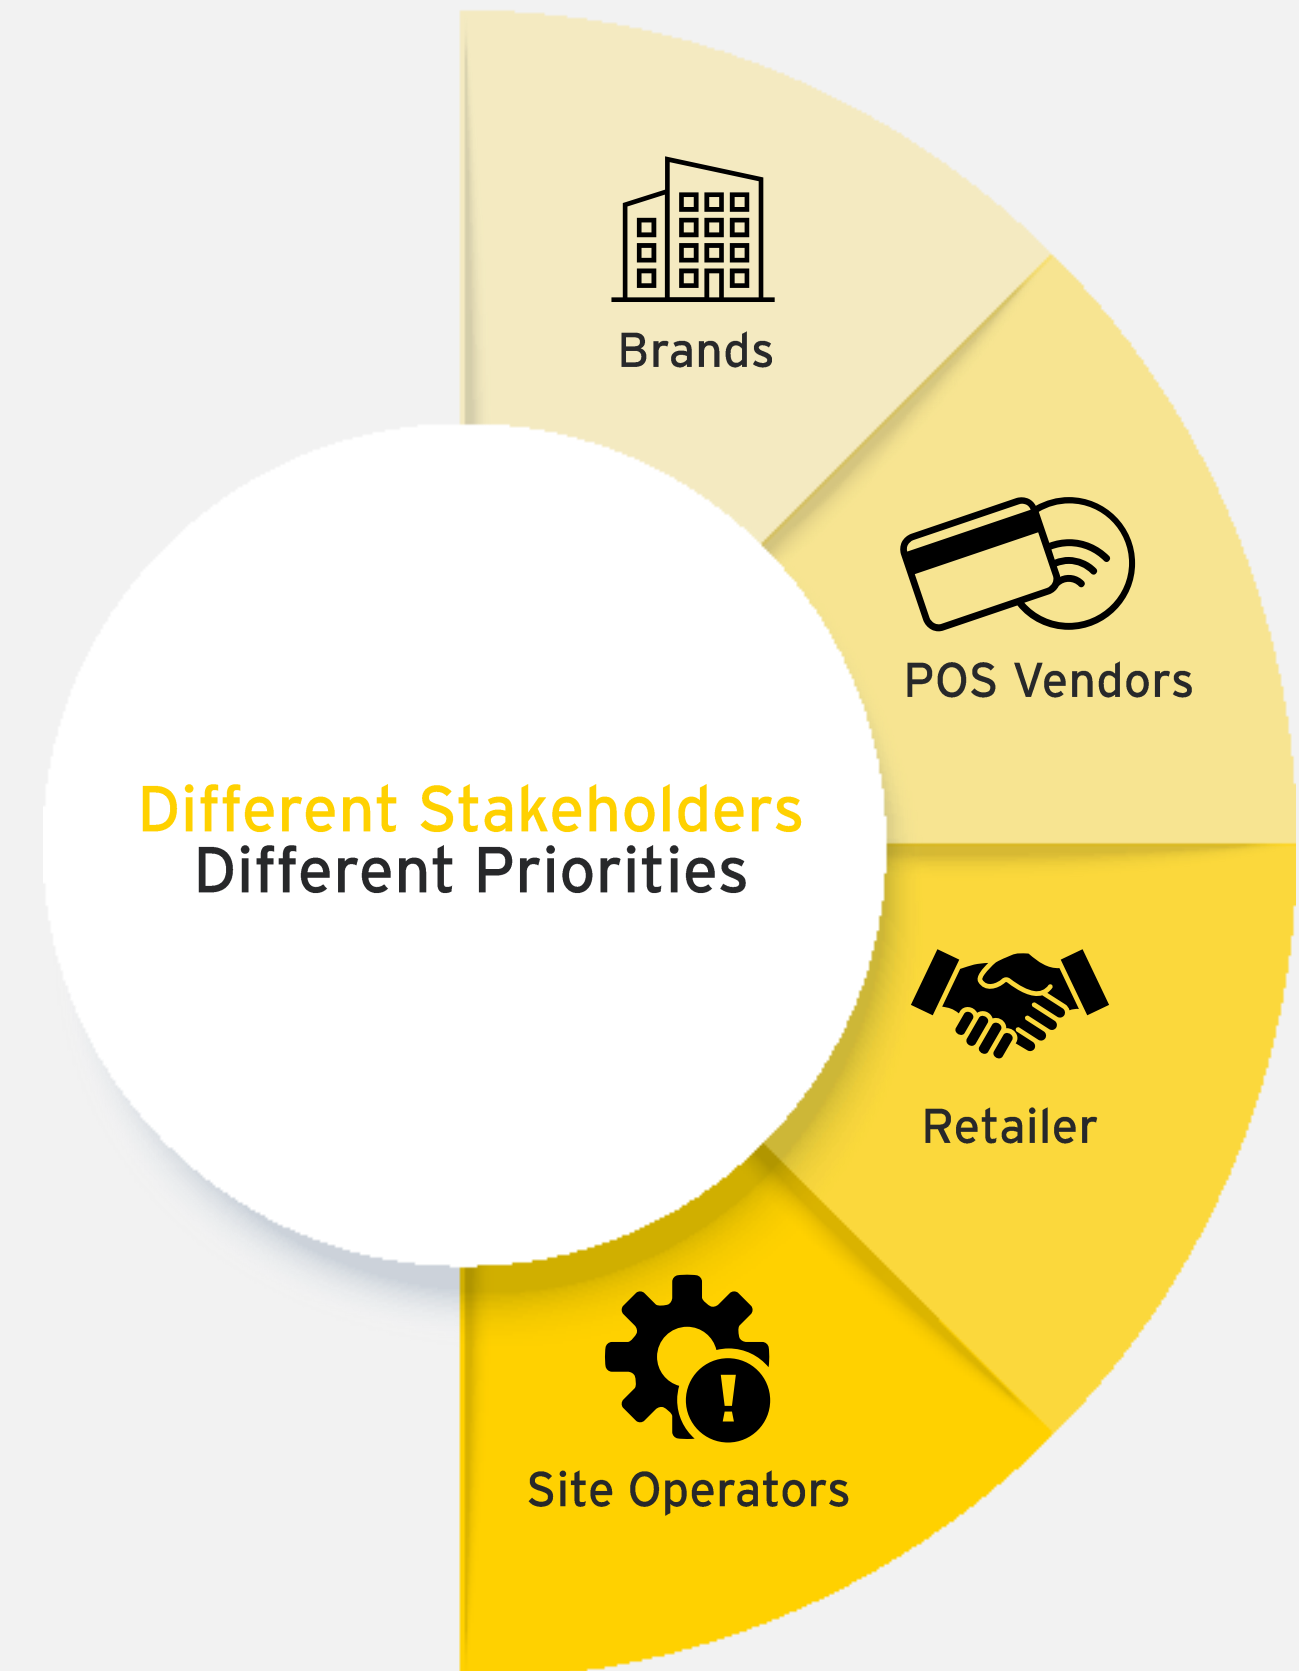 Brands
POS Vendors
Different Stakeholders
Different Priorities
Retailer
Site Operators